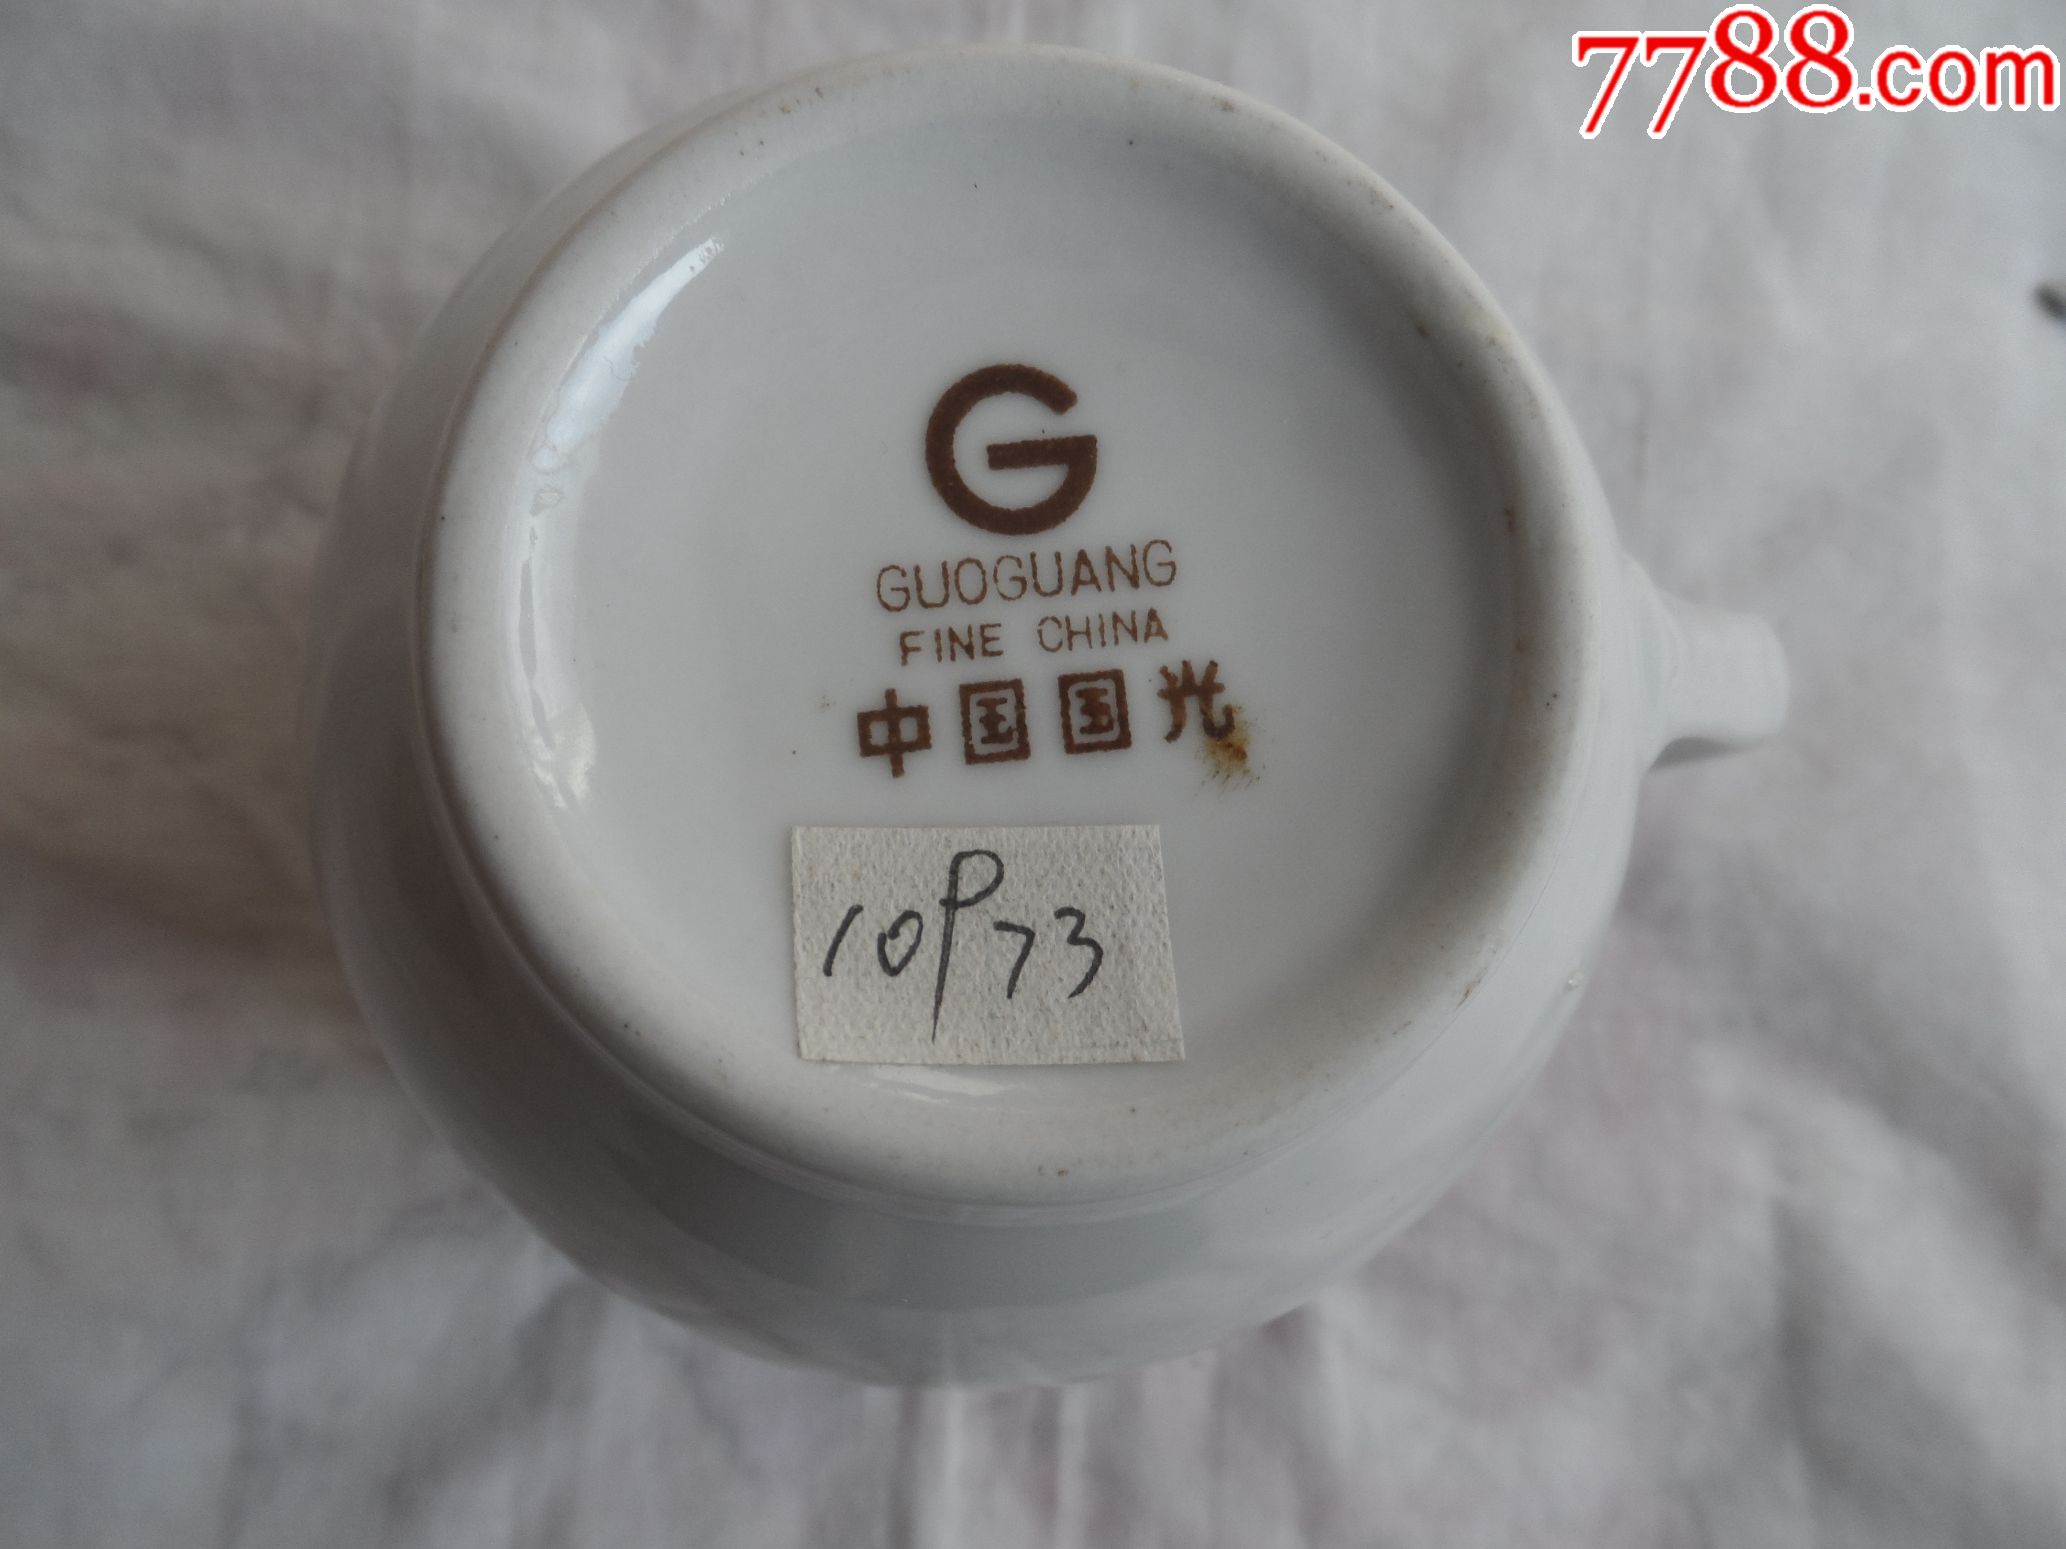 7788.com
G
GUOGUANG
FINE CHINA
中国国光
10P73